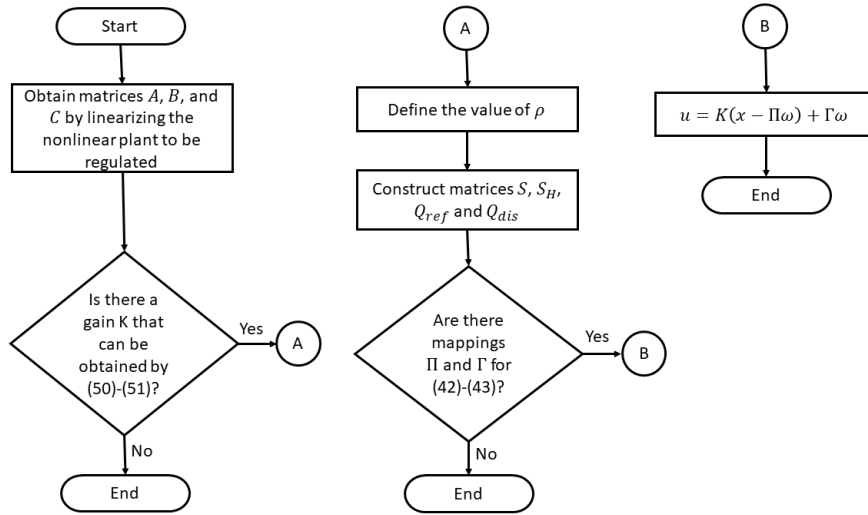 Start
Obtain matrices A, B, and
C by linearizing the
nonlinear plant to be
regulated
Is there a
gain K that
can be
obtained by
(50)-(51)?
Yes
A
No
End
A
Define the value of ρ
Construct matrices S, S_H,
Q_ref and Q_dis
Are there
mappings
Π and Γ for
(42)-(43)?
Yes
B
No
End
B
u = K(x − Πω) + Γω
End